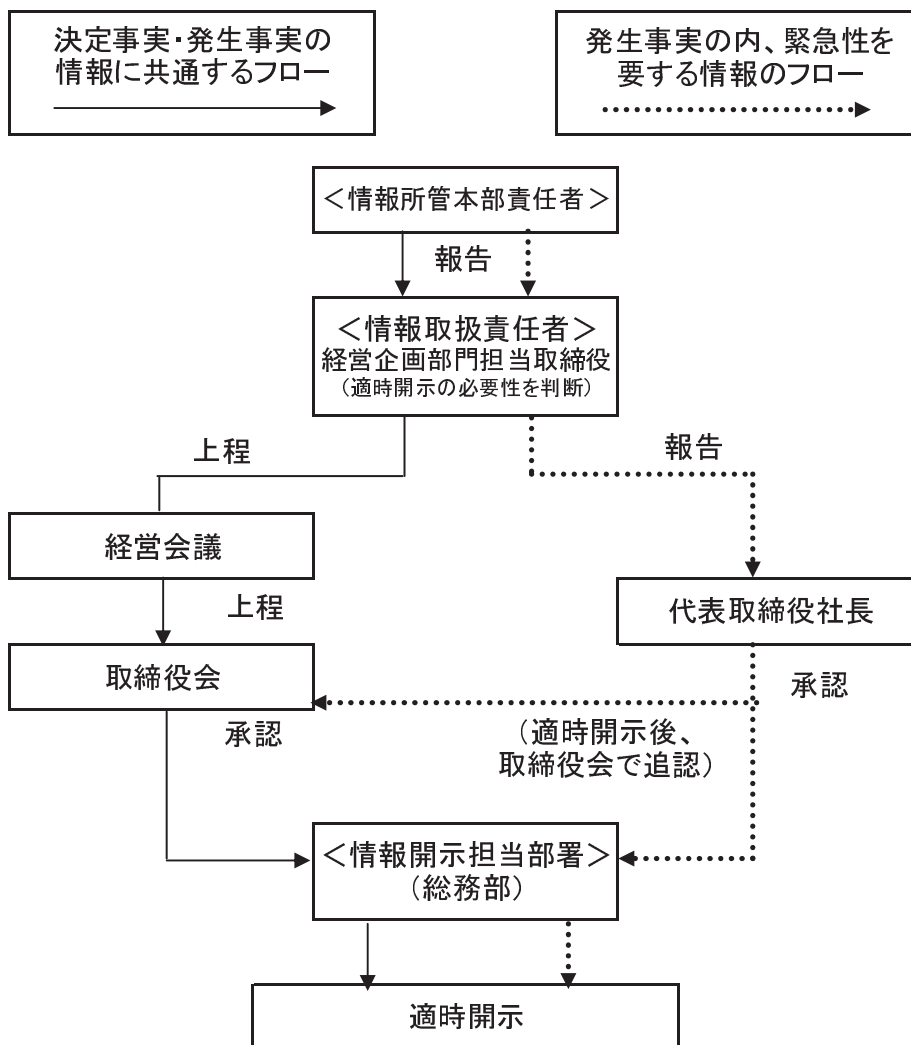 決定事実・発生事実の
情報に共通するフロー
発生事実の内、緊急性を
要する情報のフロー
＜情報所管本部責任者＞
報告
＜情報取扱責任者＞
経営企画部門担当取締役
（適時開示の必要性を判断）
上程
報告
経営会議
上程
代表取締役社長
取締役会
承認
承認
（適時開示後、
取締役会で追認）
＜情報開示担当部署＞
（総務部）
適時開示